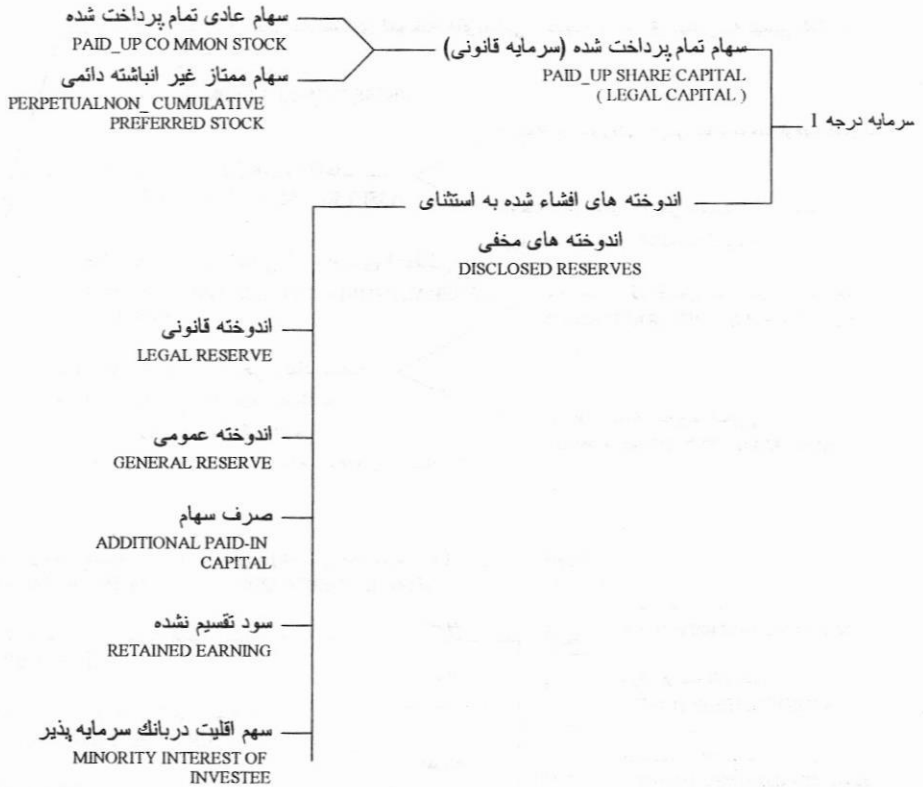 سرمایه درجه 1
سهام تمام پرداخت شده (سرمایه قانونی)
PAID_UP SHARE CAPITAL
( LEGAL CAPITAL )
سهام عادی تمام پرداخت شده
PAID_UP CO MMON STOCK
سهام ممتاز غیر انباشته دائمی
PERPETUALNON_ CUMULATIVE
PREFERRED STOCK
اندوخته های افشاء شده به استثنای
اندوخته های مخفی
DISCLOSED RESERVES
اندوخته قانونی
LEGAL RESERVE
اندوخته عمومی
GENERAL RESERVE
صرف سهام
ADDITIONAL PAID-IN
CAPITAL
سود تقسیم نشده
RETAINED EARNING
سهم اقلیت دربانك سرمایه پذیر
MINORITY INTEREST OF
INVESTEE